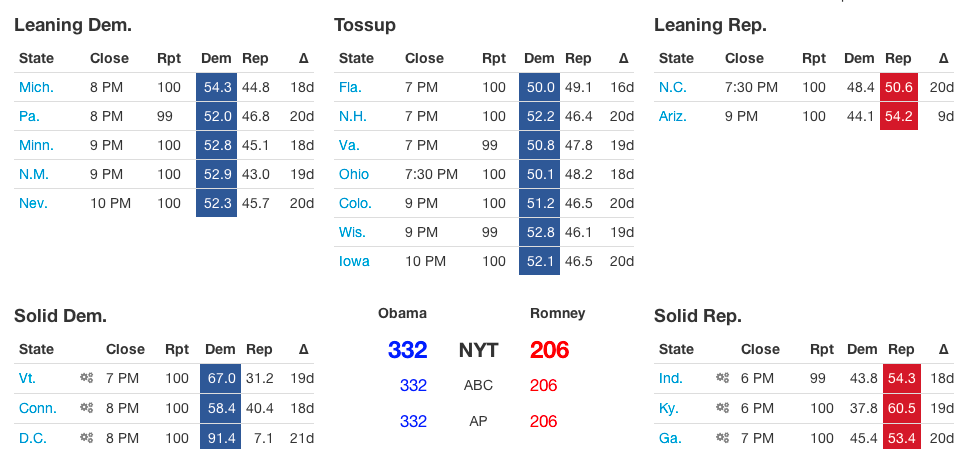 Leaning Dem.
State Close Rpt Dem Rep Δ
Mich. 8 PM 100 54.3 44.8 18d
Pa. 8 PM 99 52.0 46.8 20d
Minn. 9 PM 100 52.8 45.1 18d
N.M. 9 PM 100 52.9 43.0 19d
Nev. 10 PM 100 52.3 45.7 20d
Tossup
State Close Rpt Dem Rep Δ
Fla. 7 PM 100 50.0 49.1 16d
N.H. 7 PM 100 52.2 46.4 20d
Va. 7 PM 99 50.8 47.8 19d
Ohio 7:30 PM 100 50.1 48.2 18d
Colo. 9 PM 100 51.2 46.5 20d
Wis. 9 PM 99 52.8 46.1 19d
Iowa 10 PM 100 52.1 46.5 20d
Leaning Rep.
State Close Rpt Dem Rep Δ
N.C. 7:30 PM 100 48.4 50.6 20d
Ariz. 9 PM 100 44.1 54.2 9d
Solid Dem.
State Close Rpt Dem Rep Δ
Vt. 7 PM 100 67.0 31.2 19d
Conn. 8 PM 100 58.4 40.4 18d
D.C. 8 PM 100 91.4 7.1 21d
Obama Romney
332 NYT 206
332 ABC 206
332 AP 206
Solid Rep.
State Close Rpt Dem Rep Δ
Ind. 6 PM 99 43.8 54.3 18d
Ky. 6 PM 100 37.8 60.5 19d
Ga. 7 PM 100 45.4 53.4 20d